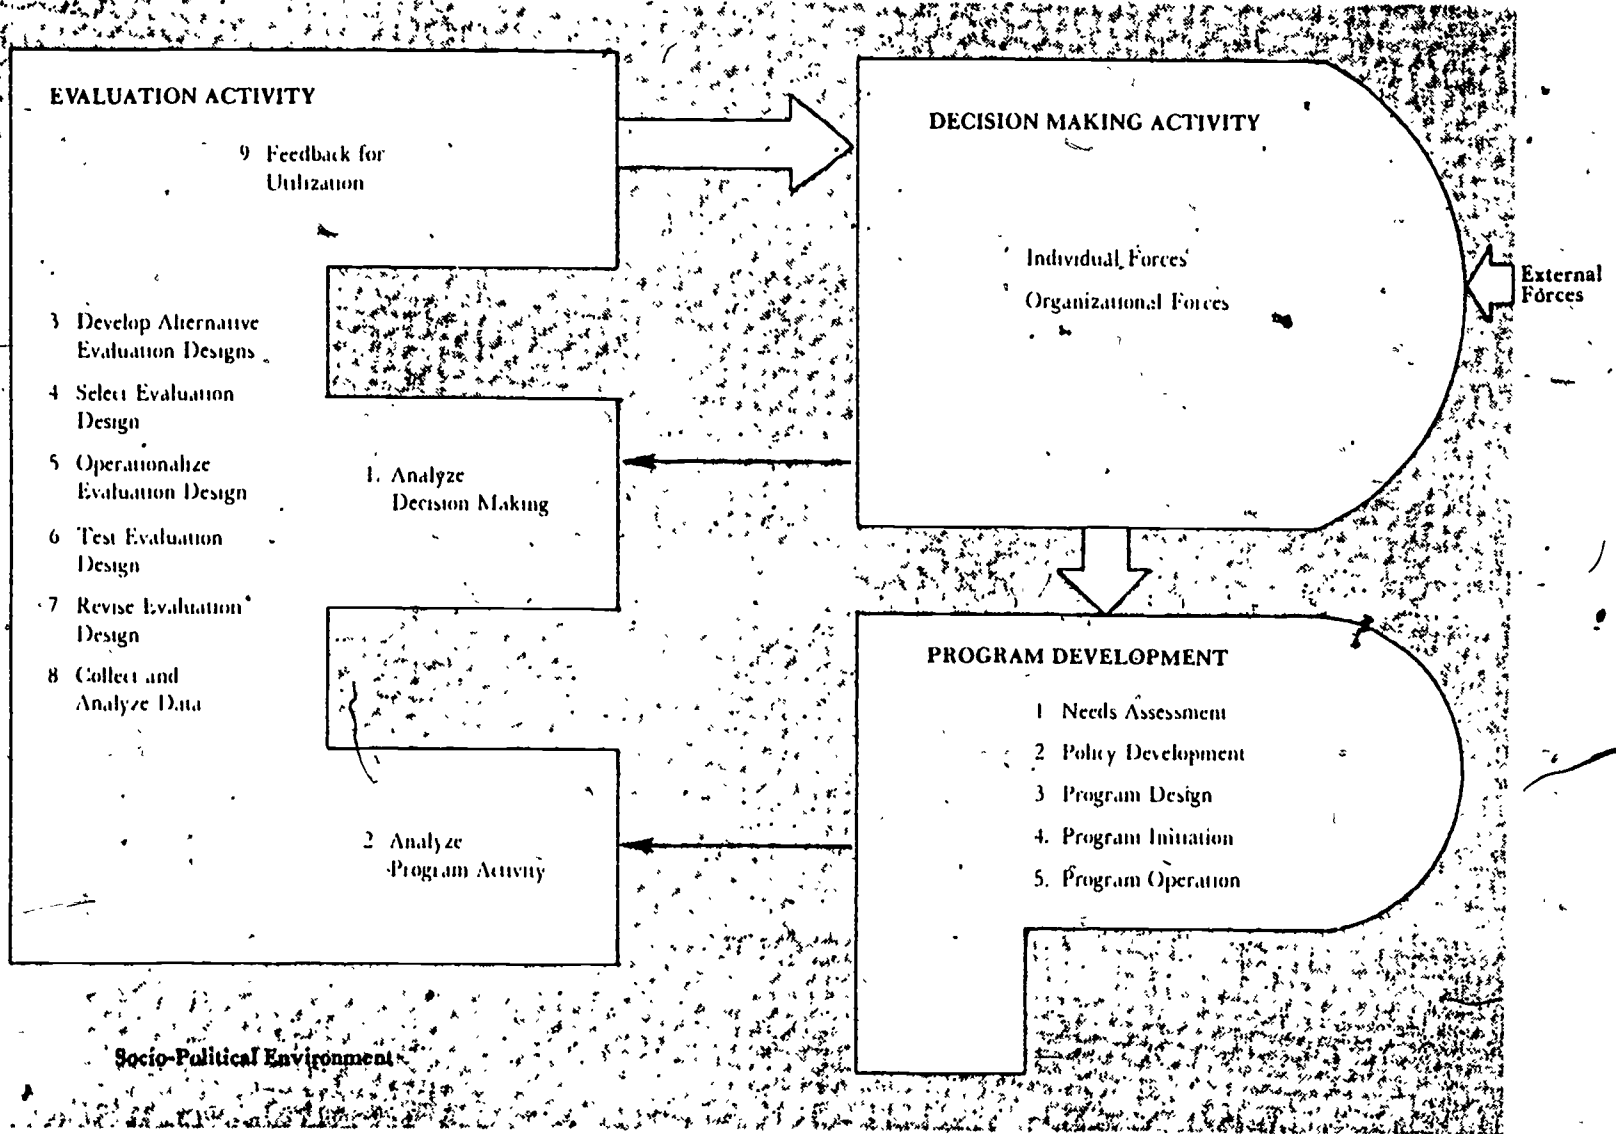 EVALUATION ACTIVITY
9 Feedback for
Utilization
3 Develop Alternative
Evaluation Designs
4 Select Evaluation
Design
5 Operationalize
Evaluation Design
6 Test Evaluation
Design
7 Revise Evaluation
Design
8 Collect and
Analyze Data
1. Analyze
Decision Making
2 Analyze
Program Activity
DECISION MAKING ACTIVITY
Individual Forces
Organizational Forces
External
Forces
PROGRAM DEVELOPMENT
1 Needs Assessment
2 Policy Development
3 Program Design
4. Program Initiation
5. Program Operation
Socio-Political Environment